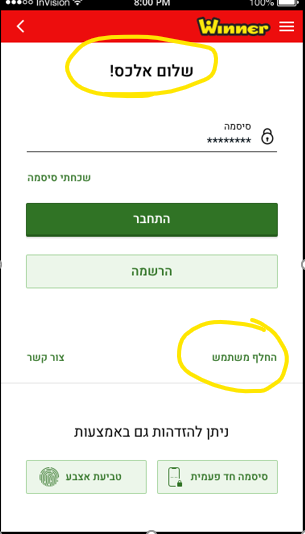 InVision 8:00 PM 100%
Winner
שלום אלכס!
סיסמה
********
שכחתי סיסמה
התחבר
הרשמה
החלף משתמש
צור קשר
ניתן להזדהות גם באמצעות
סיסמה חד פעמית
טביעת אצבע